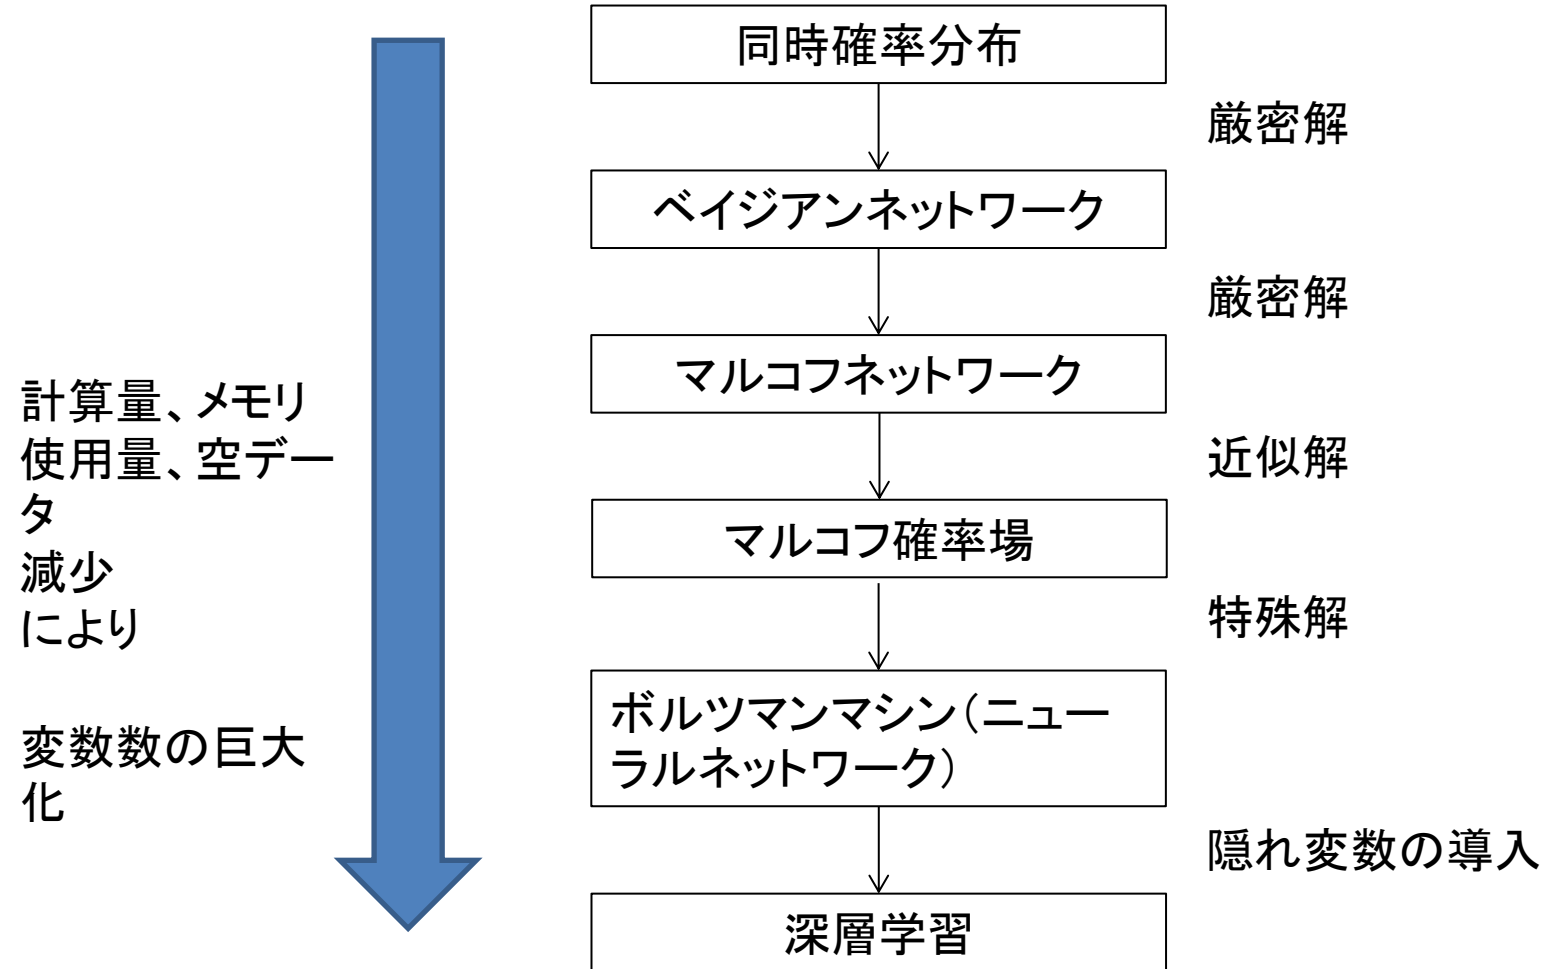 同時確率分布
厳密解
ベイジアンネットワーク
厳密解
マルコフネットワーク
近似解
マルコフ確率場
特殊解
ボルツマンマシン（ニュー
ラルネットワーク）
隠れ変数の導入
深層学習
計算量、メモリ
使用量、空デー
タ
減少
により
変数数の巨大
化